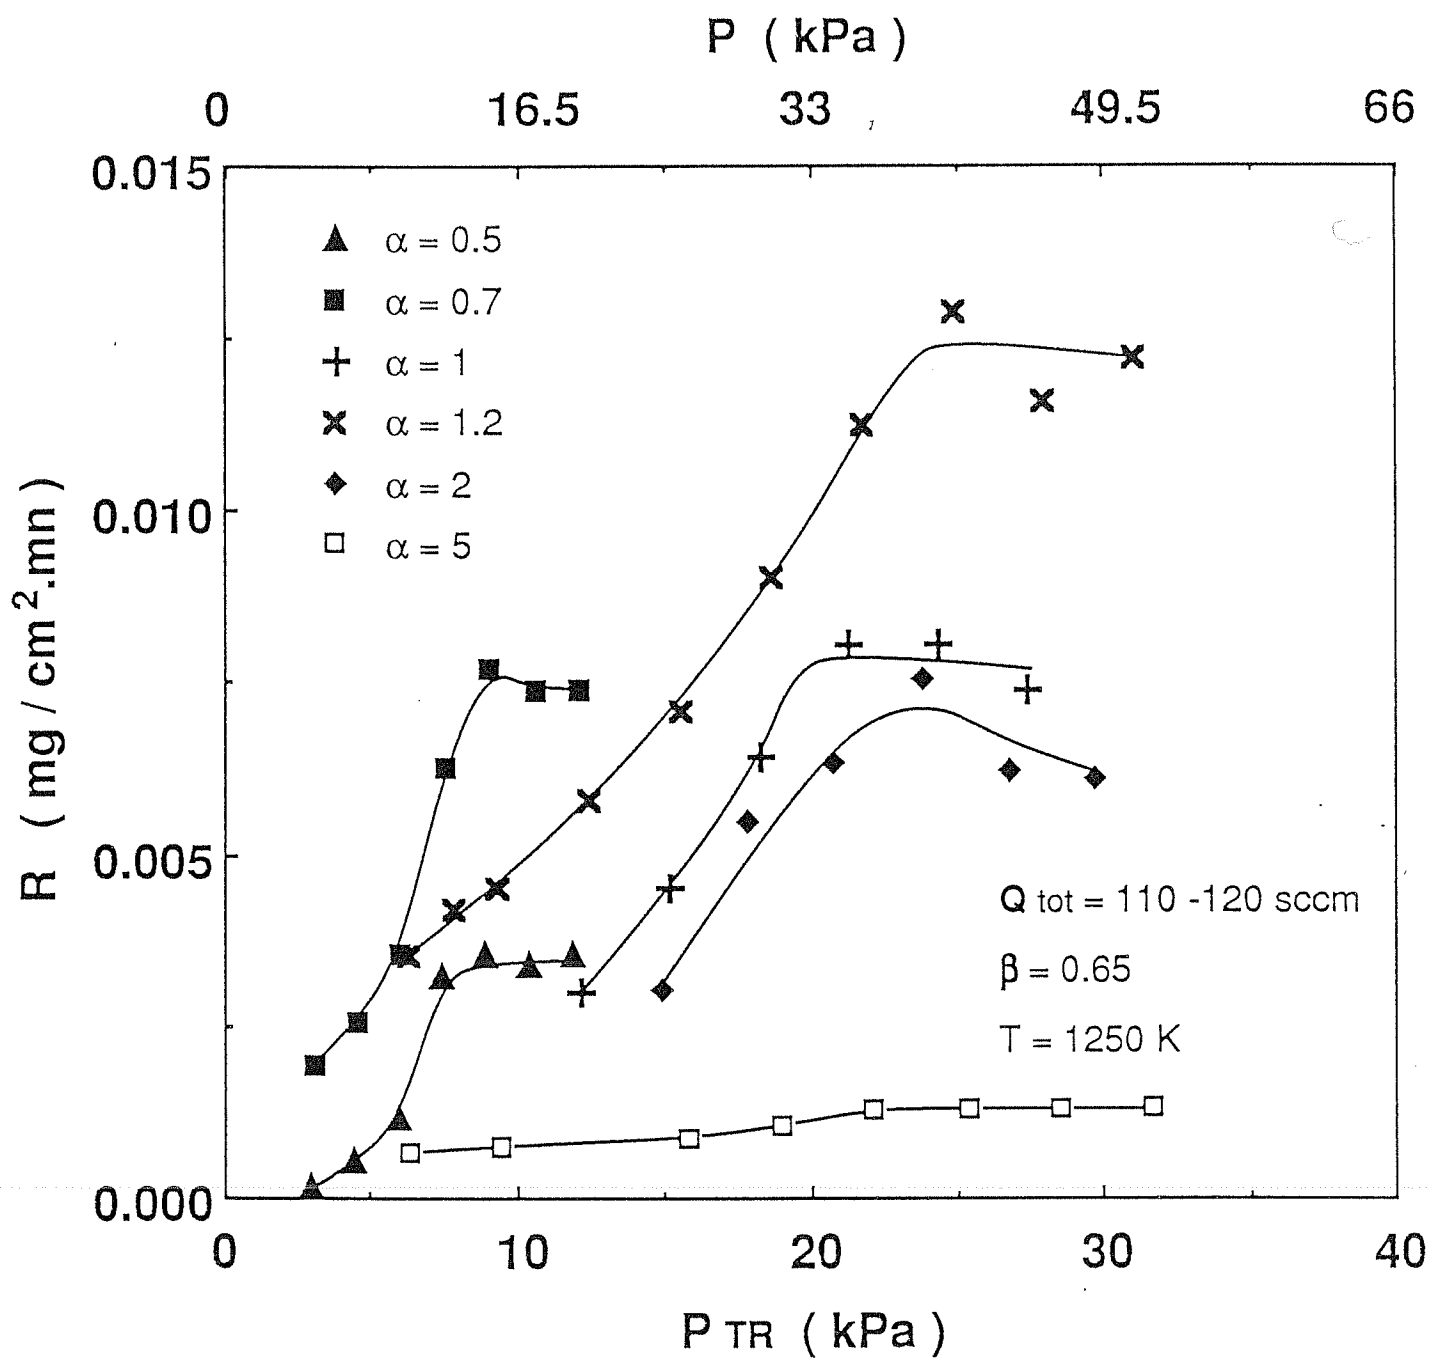 P ( kPa )
0 16.5 33 49.5 66
0.015
α = 0.5
α = 0.7
α = 1
α = 1.2
α = 2
α = 5
0.010
0.005
0.000
R ( mg / cm².mn )
Q tot = 110 -120 sccm
β = 0.65
T = 1250 K
0 10 20 30 40
P TR ( kPa )